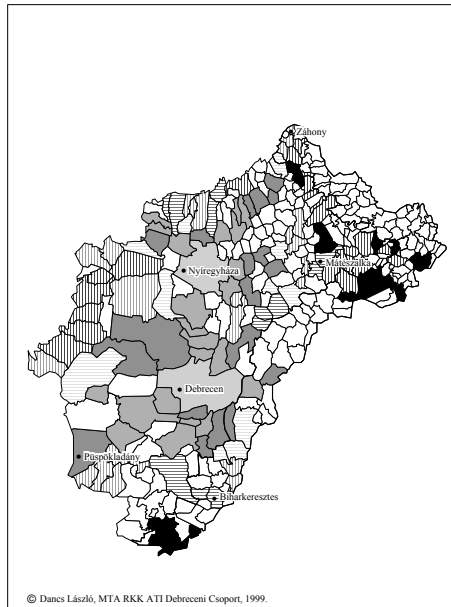 Záhony
Mátészalka
Nyíregyháza
Debrecen
Püspökladány
Biharkeresztes
© Dancs László, MTA RKK ATI Debreceni Csoport, 1999.